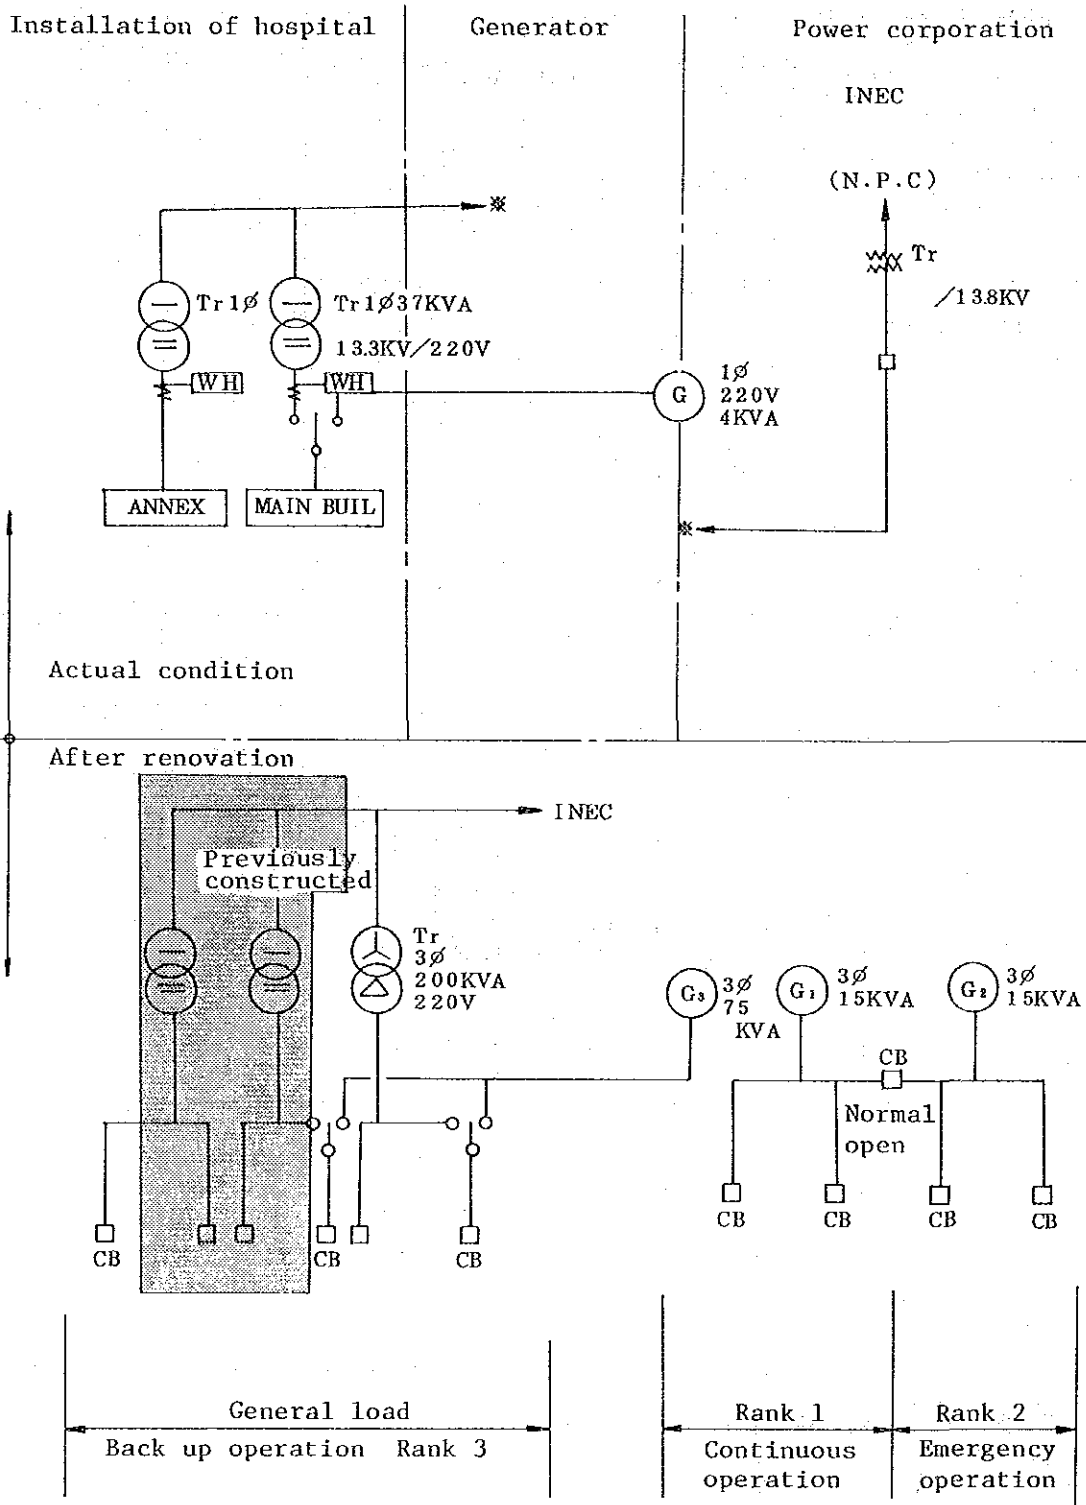 Installation of hospital
Generator
Power corporation
INEC
(N.P.C)
※
Tr
/13.8KV
Tr1Ø
Tr1Ø37KVA
13.3KV/220V
WH
WH
G
1Ø
220V
4KVA
ANNEX
MAIN BUIL
※
Actual condition
After renovation
INEC
Previously
constructed
Tr
3Ø
200KVA
220V
G3
3Ø
75
KVA
G1
3Ø
15KVA
G2
3Ø
15KVA
CB
Normal
open
CB
CB
CB
CB
CB
CB
CB
General load
Back up operation Rank 3
Rank 1
Continuous
operation
Rank 2
Emergency
operation